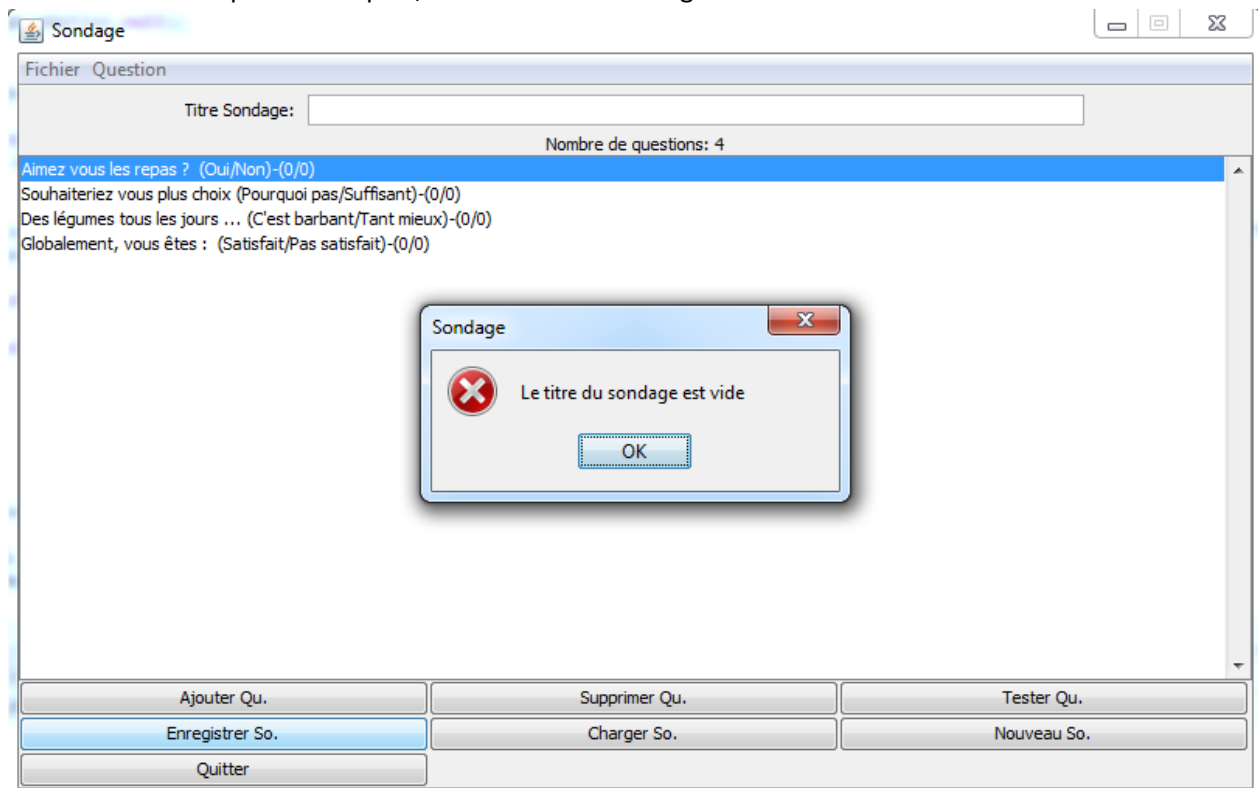 Sondage
Fichier Question
Titre Sondage:
Nombre de questions: 4
Aimez vous les repas ? (Oui/Non)-(0/0)
Souhaiteriez vous plus choix (Pourquoi pas/Suffisant)-(0/0)
Des légumes tous les jours ... (C'est barbant/Tant mieux)-(0/0)
Globalement, vous êtes : (Satisfait/Pas satisfait)-(0/0)
Sondage
Le titre du sondage est vide
OK
Ajouter Qu. Supprimer Qu. Tester Qu.
Enregistrer So. Charger So. Nouveau So.
Quitter